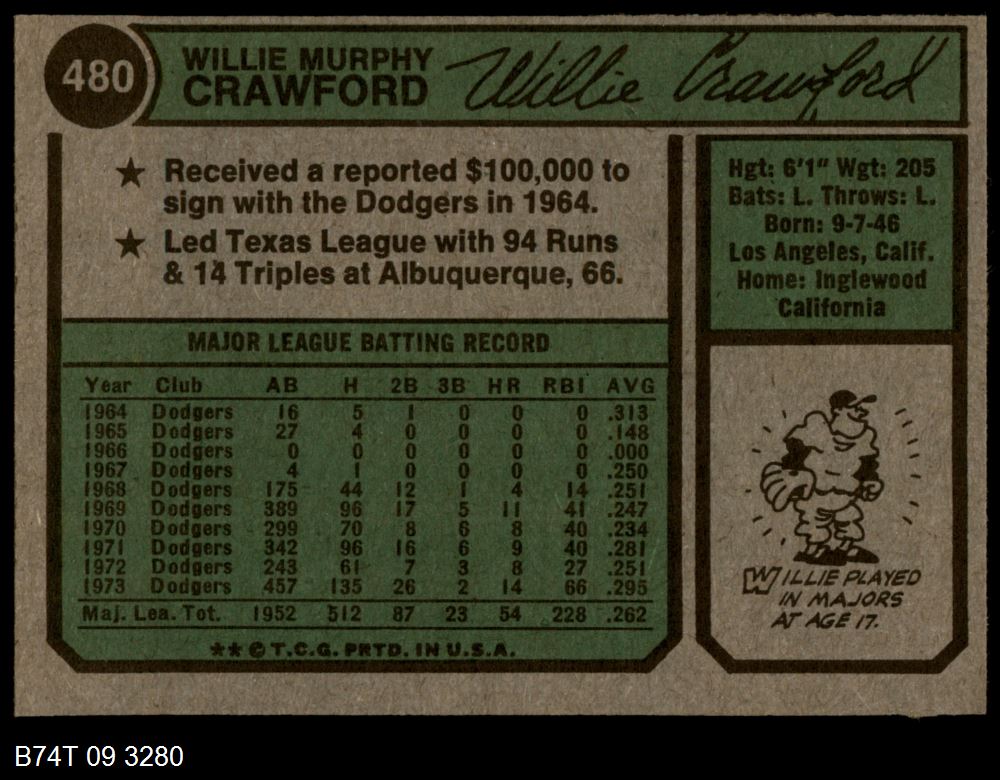 480
WILLIE MURPHY
CRAWFORD
Willie Crawford
★ Received a reported $100,000 to
sign with the Dodgers in 1964.
★ Led Texas League with 94 Runs
& 14 Triples at Albuquerque, 66.
Hgt: 6'1" Wgt: 205
Bats: L. Throws: L.
Born: 9-7-46
Los Angeles, Calif.
Home: Inglewood
California
MAJOR LEAGUE BATTING RECORD
Year Club AB H 2B 3B HR RBI AVG
1964 Dodgers 16 5 1 0 0 0 .313
1965 Dodgers 27 4 0 0 0 0 .148
1966 Dodgers 0 0 0 0 0 0 .000
1967 Dodgers 4 1 0 0 0 0 .250
1968 Dodgers 175 44 12 1 4 14 .251
1969 Dodgers 389 96 17 5 11 41 .247
1970 Dodgers 299 70 8 6 8 40 .234
1971 Dodgers 342 96 16 6 9 40 .281
1972 Dodgers 243 61 7 3 8 27 .251
1973 Dodgers 457 135 26 2 14 66 .295
Maj. Lea. Tot. 1952 512 87 23 54 228 .262
★★ © T.C.G. PRTD. IN U.S.A.
WILLIE PLAYED
IN MAJORS
AT AGE 17.
B74T 09 3280